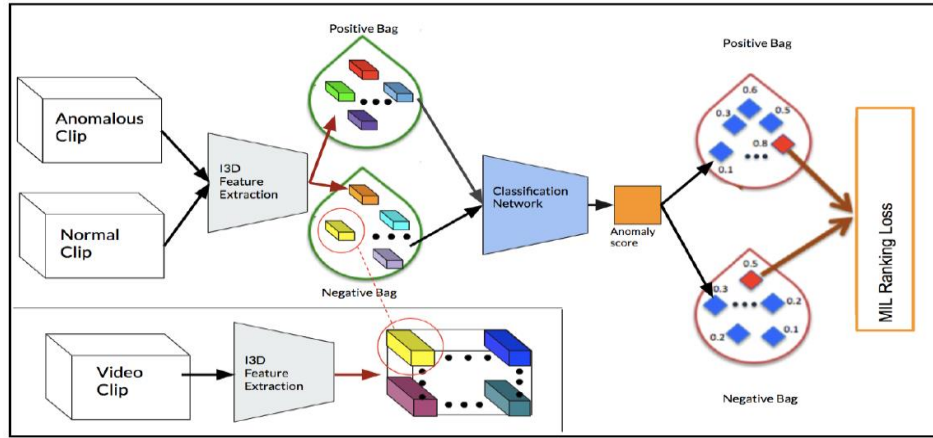 Positive Bag
Anomalous
Clip
Normal
Clip
I3D
Feature
Extraction
Negative Bag
Classification
Network
Anomaly
score
Positive Bag
0.6
0.3
0.5
0.8
0.1
0.5
0.3
0.2
0.2
0.1
Negative Bag
MIL Ranking Loss
Video
Clip
I3D
Feature
Extraction